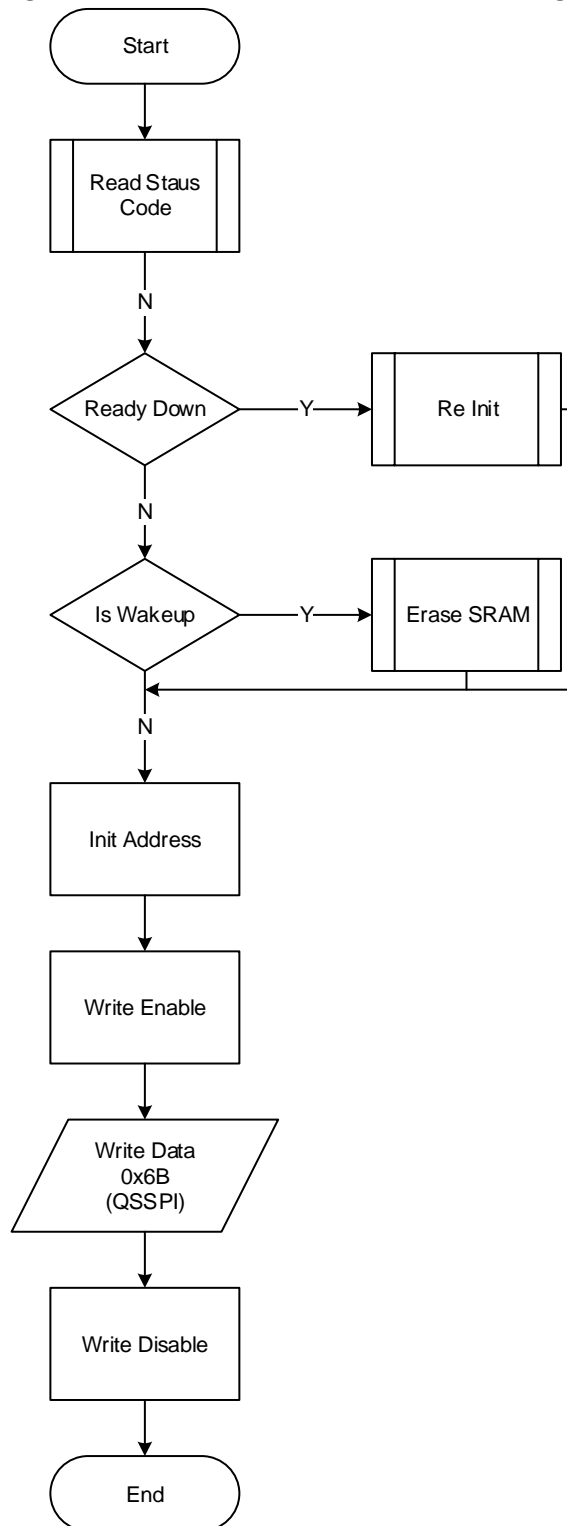 Start
Read Staus
Code
N
Ready Down
Y
Re Init
N
Is Wakeup
Y
Erase SRAM
N
Init Address
Write Enable
Write Data
0x6B
(QSSPI)
Write Disable
End